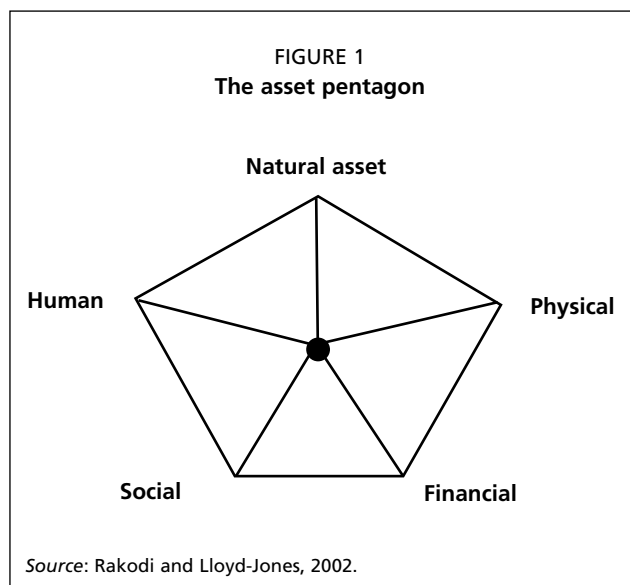 FIGURE 1
The asset pentagon
Natural asset
Human
Physical
Social
Financial
Source: Rakodi and Lloyd-Jones, 2002.